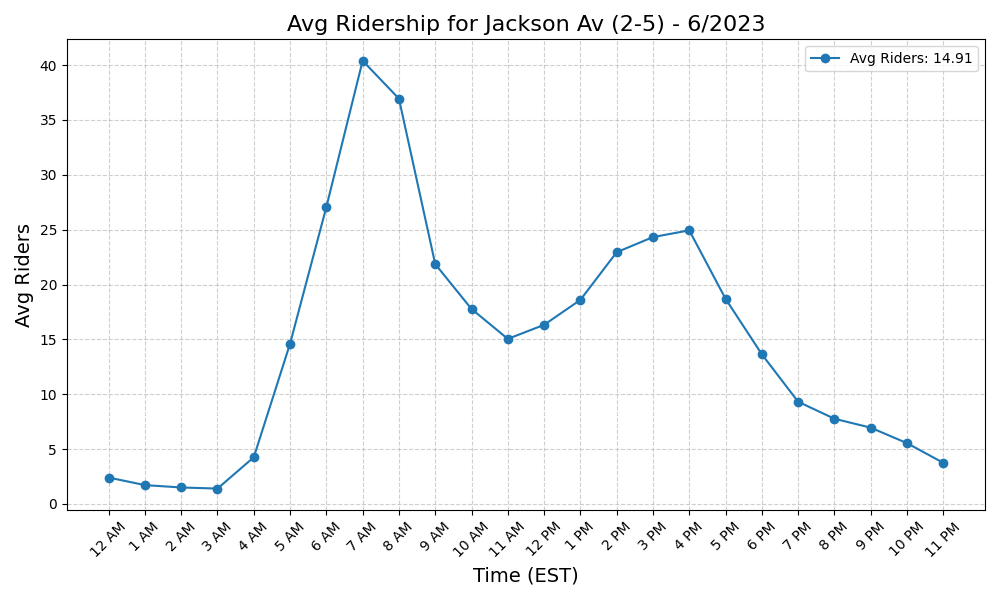 Avg Ridership for Jackson Av (2-5) - 6/2023
Avg Riders: 14.91
Avg Riders
40
35
30
25
20
15
10
5
0
12 AM
1 AM
2 AM
3 AM
4 AM
5 AM
6 AM
7 AM
8 AM
9 AM
10 AM
11 AM
12 PM
1 PM
2 PM
3 PM
4 PM
5 PM
6 PM
7 PM
8 PM
9 PM
10 PM
11 PM
Time (EST)